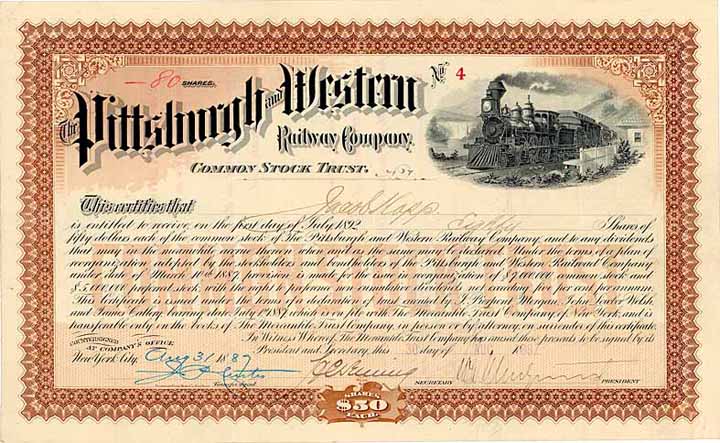 —80 SHARES.
No. 4
The Pittsburgh and Western
Railway Company.
COMMON STOCK TRUST.
This certifies that Jacob Kopp
is entitled to receive, on the first day of July 1892 Eighty Shares of
fifty dollars each of the common stock of The Pittsburgh and Western Railway Company, and to any dividends
that may in the meanwhile accrue thereon when and as the same may be declared. Under the terms of a plan of
reorganization adopted by the stockholders and bondholders of the Pittsburgh and Western Railroad Company
under date of March 10th 1887 provision is made for the issue in reorganization of $9,000,000 common stock and
$5,000,000 preferred stock, with the right to preferred non cumulative dividends not exceeding five per cent per annum.
This Certificate is issued under the terms of a declaration of trust executed by J. Pierpont Morgan, John Lowber Welsh
and James Callery, bearing date July 1st 1887, which is on file with The Mercantile Trust Company of New York, and is
transferable only on the books of The Mercantile Trust Company, in person or by attorney, on surrender of this certificate.
In Witness Whereof The Mercantile Trust Company has caused these presents to be signed by its
President and Secretary, this 30 day of 1887
COUNTERSIGNED
AT COMPANY'S OFFICE
New York City, Aug 31 1887
Transfer Agent.
SECRETARY
PRESIDENT
SHARES
$50
EACH.